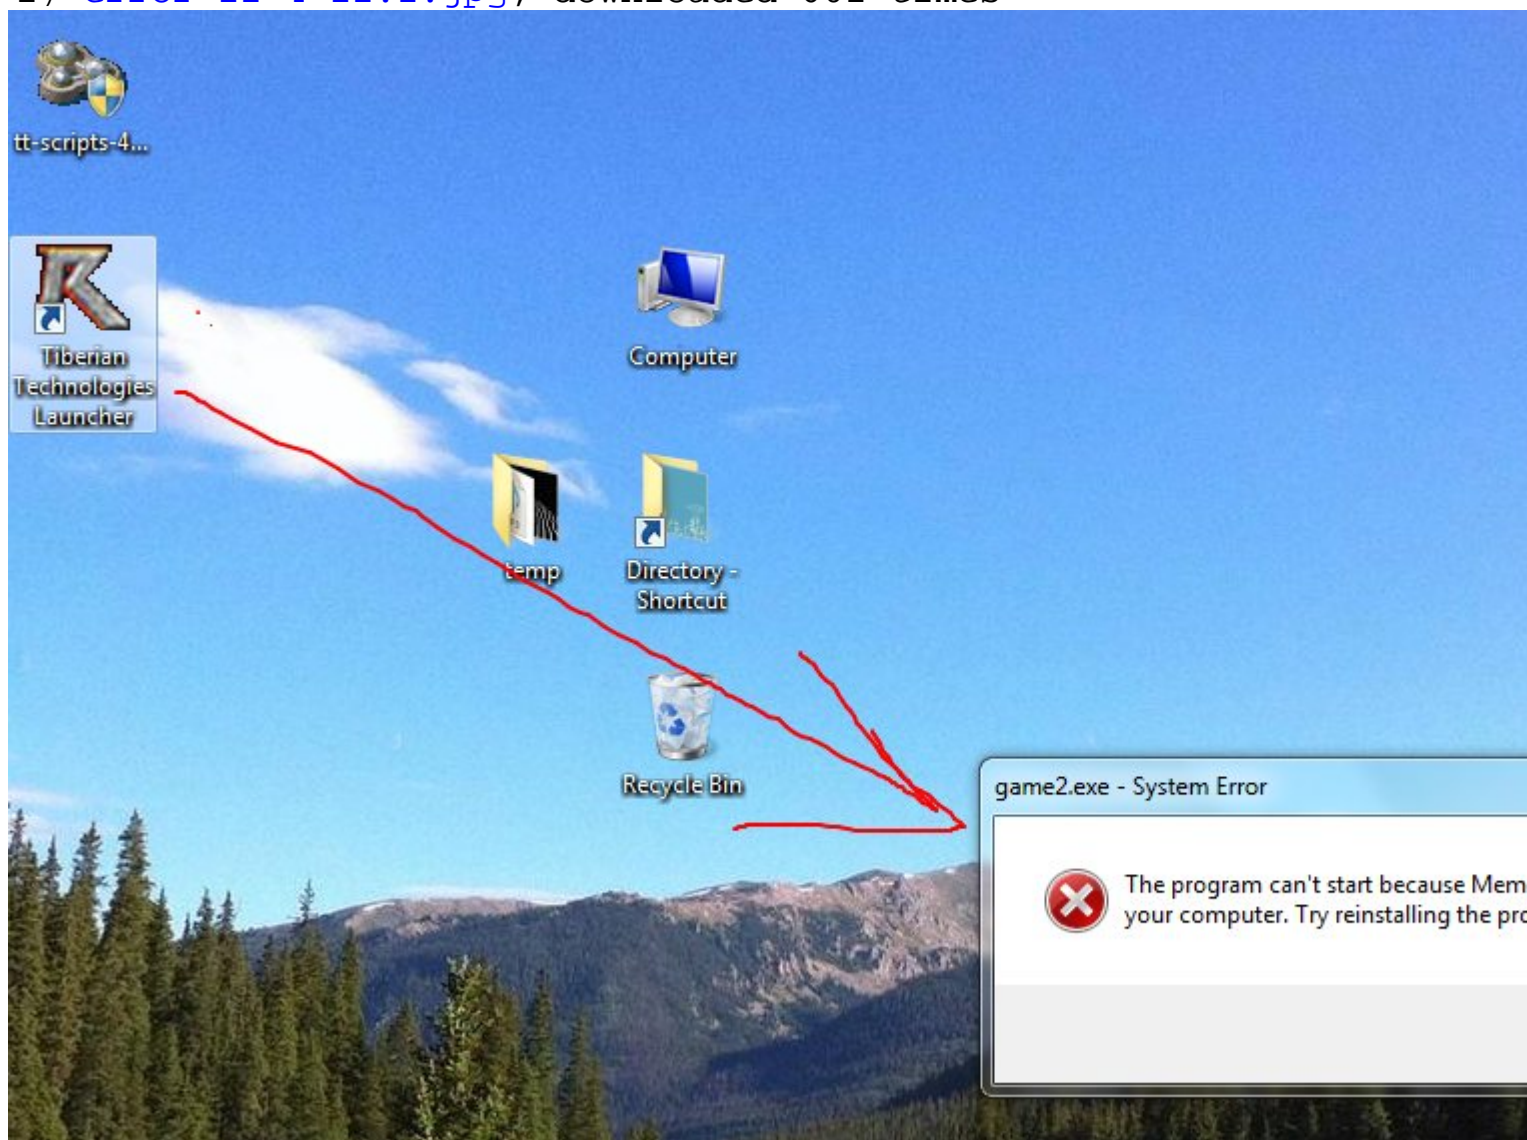 tt-scripts-4...
Tiberian
Technologies
Launcher
Computer
temp
Directory -
Shortcut
Recycle Bin
game2.exe - System Error
The program can't start because Mem
your computer. Try reinstalling the pro